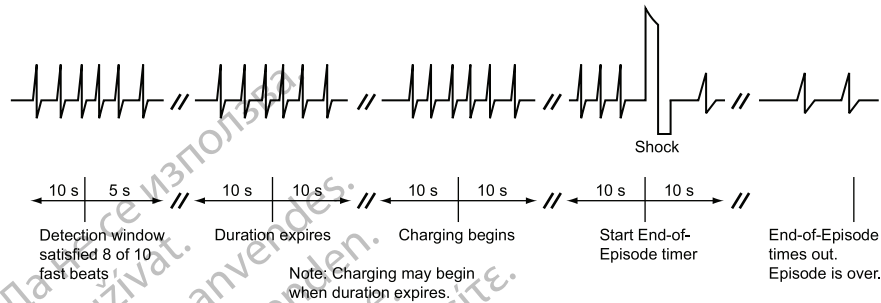 Shock
10 s 5 s 10 s 10 s 10 s 10 s 10 s 10 s
Detection window
satisfied 8 of 10
fast beats
Duration expires
Note: Charging may begin
when duration expires.
Charging begins
Start End-of-
Episode timer
End-of-Episode
times out.
Episode is over.